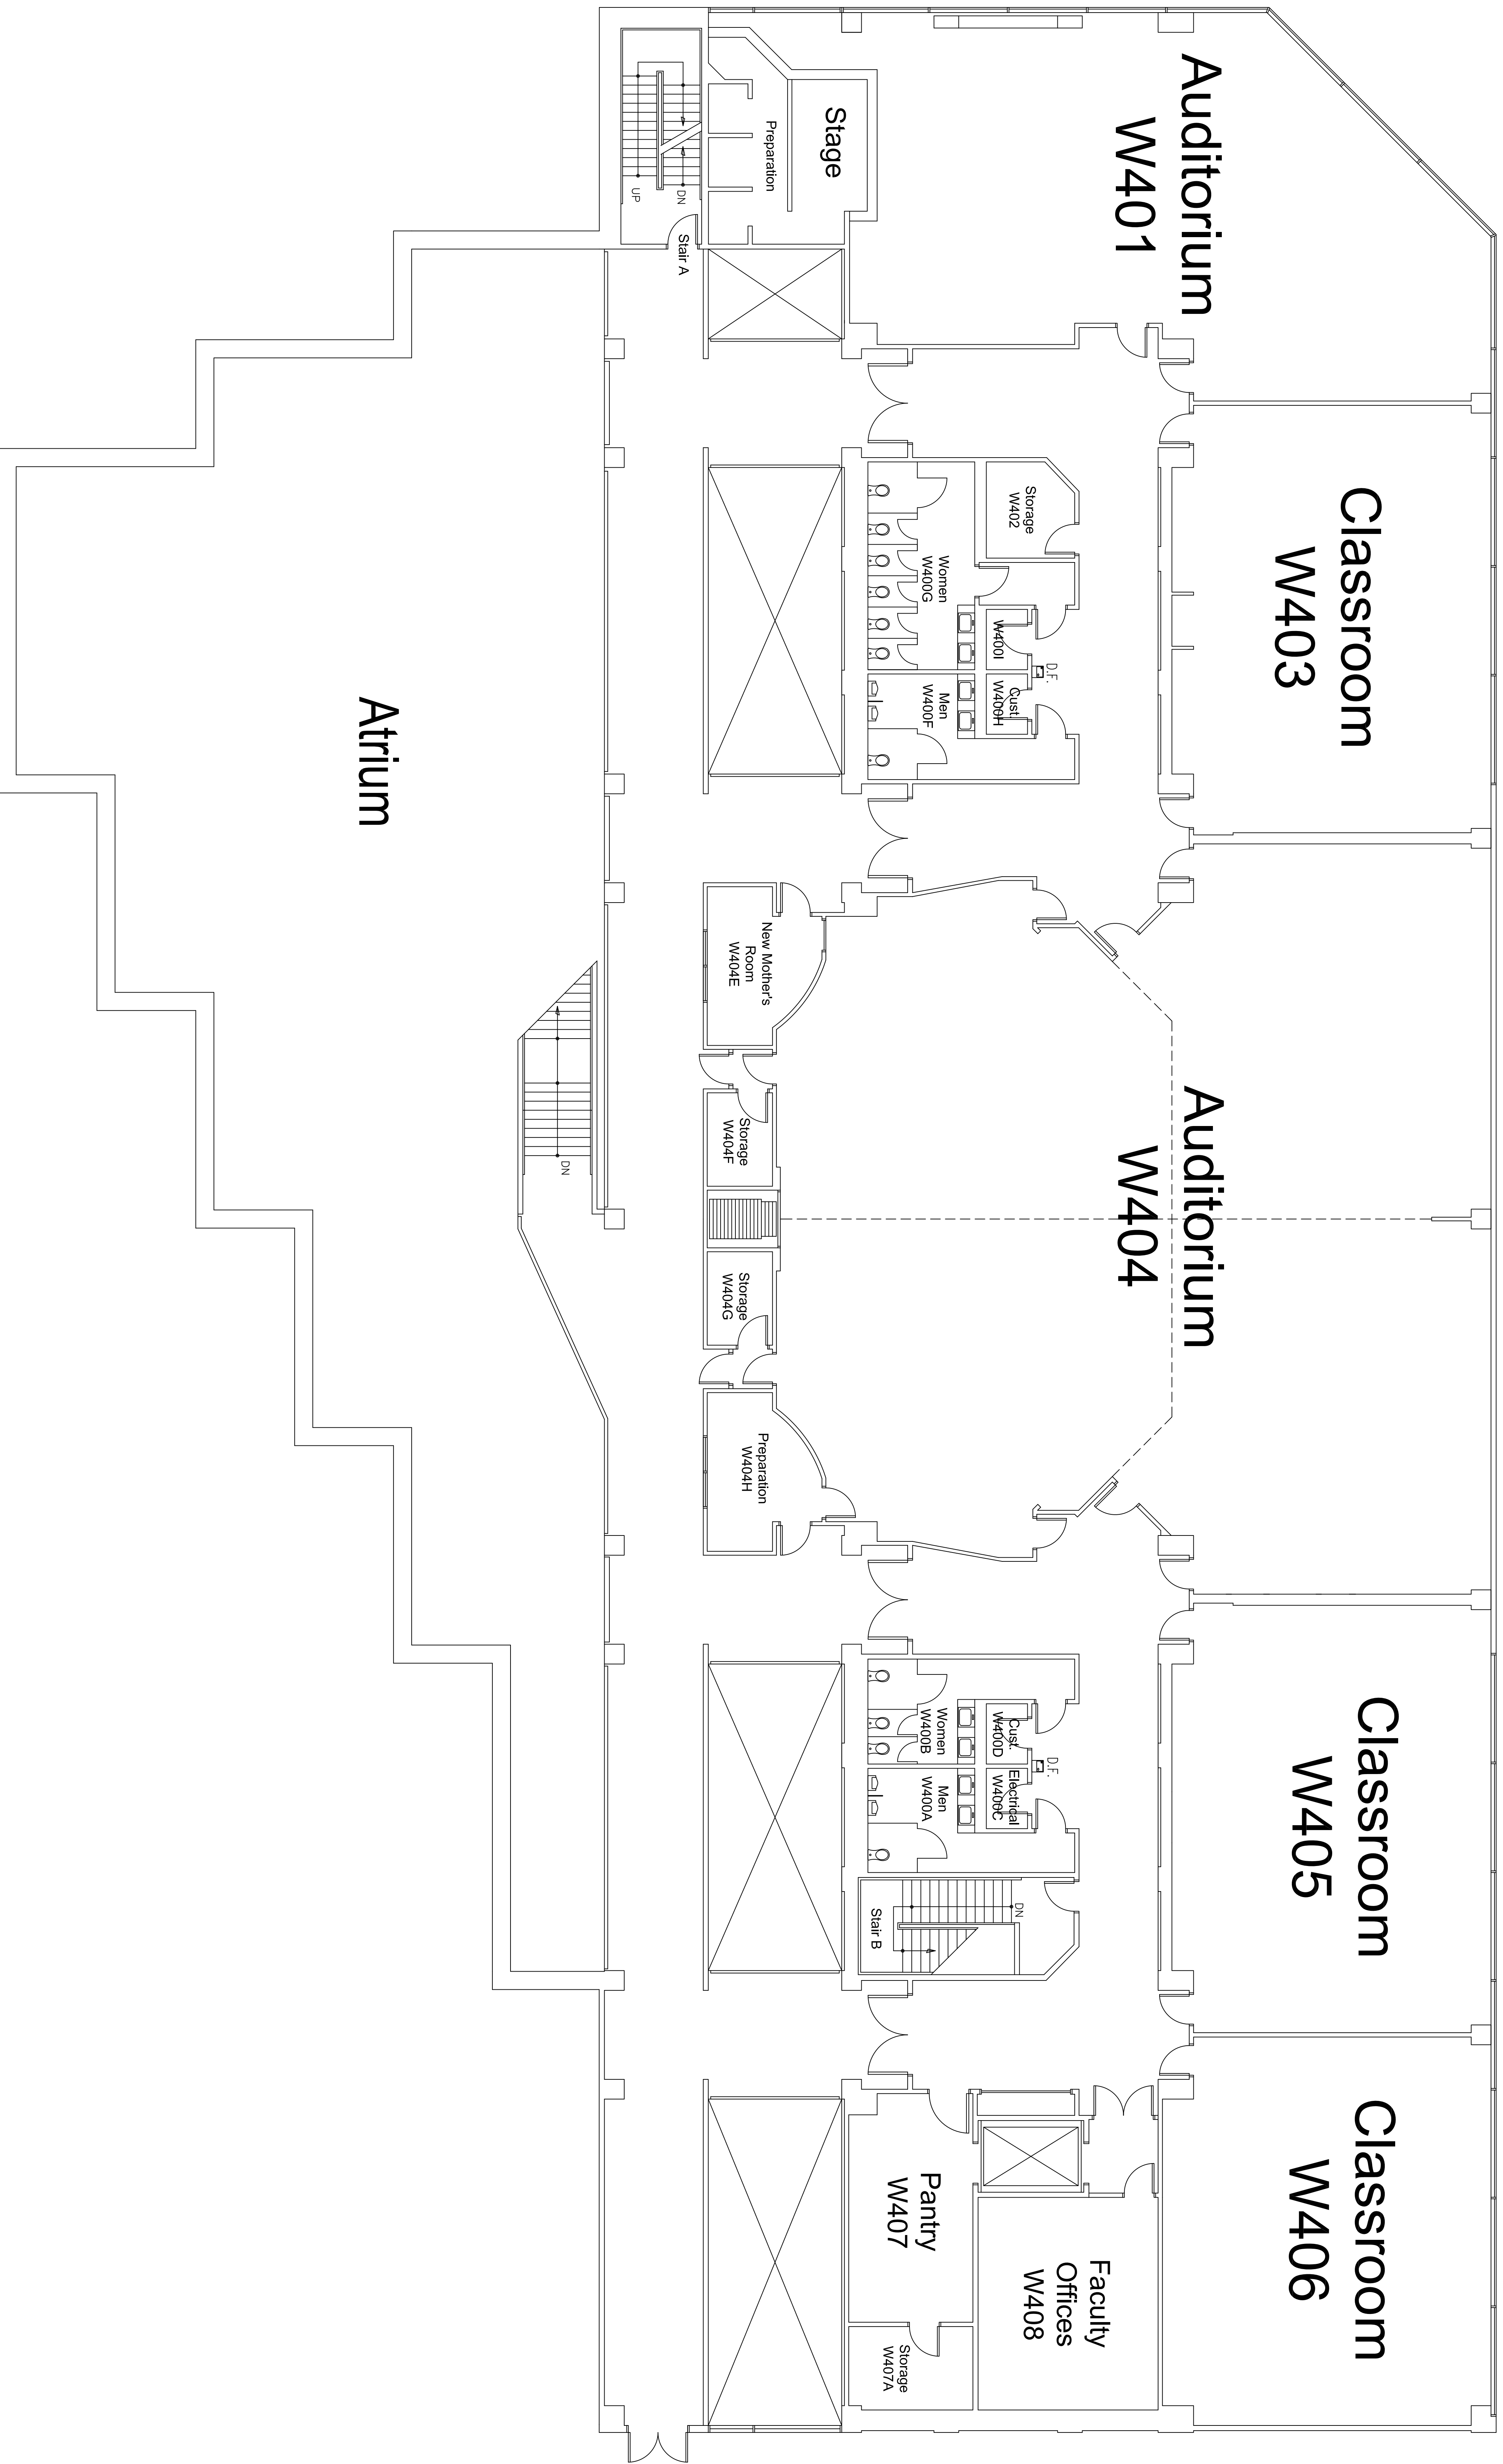 Auditorium
W401
Classroom
W403
Auditorium
W404
Classroom
W405
Classroom
W406
Stage
Preparation
UP
DN
Stair A
Storage
W402
Women
W400G
W400I
D.F.
Cust.
W400H
Men
W400F
New Mother's
Room
W404E
Storage
W404F
Storage
W404G
Preparation
W404H
Atrium
DN
D.F.
Cust.
W400D
Electrical
W400C
Women
W400B
Men
W400A
DN
Stair B
Pantry
W407
Faculty
Offices
W408
Storage
W407A